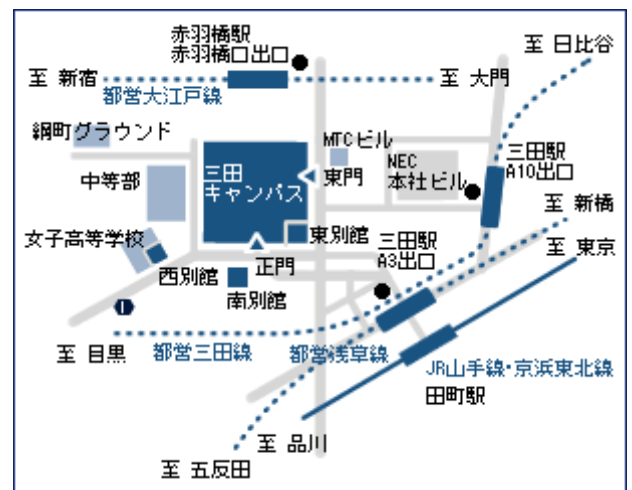 赤羽橋駅
赤羽橋口出口
至 日比谷
至 新宿
至 大門
都営大江戸線
綱町グラウンド
MTCビル
NEC
本社ビル
三田駅
A10出口
中等部
三田
キャンパス
東門
至 新橋
女子高等学校
東別館
三田駅
A3出口
至 東京
西別館
正門
南別館
至 目黒
都営三田線
都営浅草線
JR山手線・京浜東北線
田町駅
至 品川
至 五反田